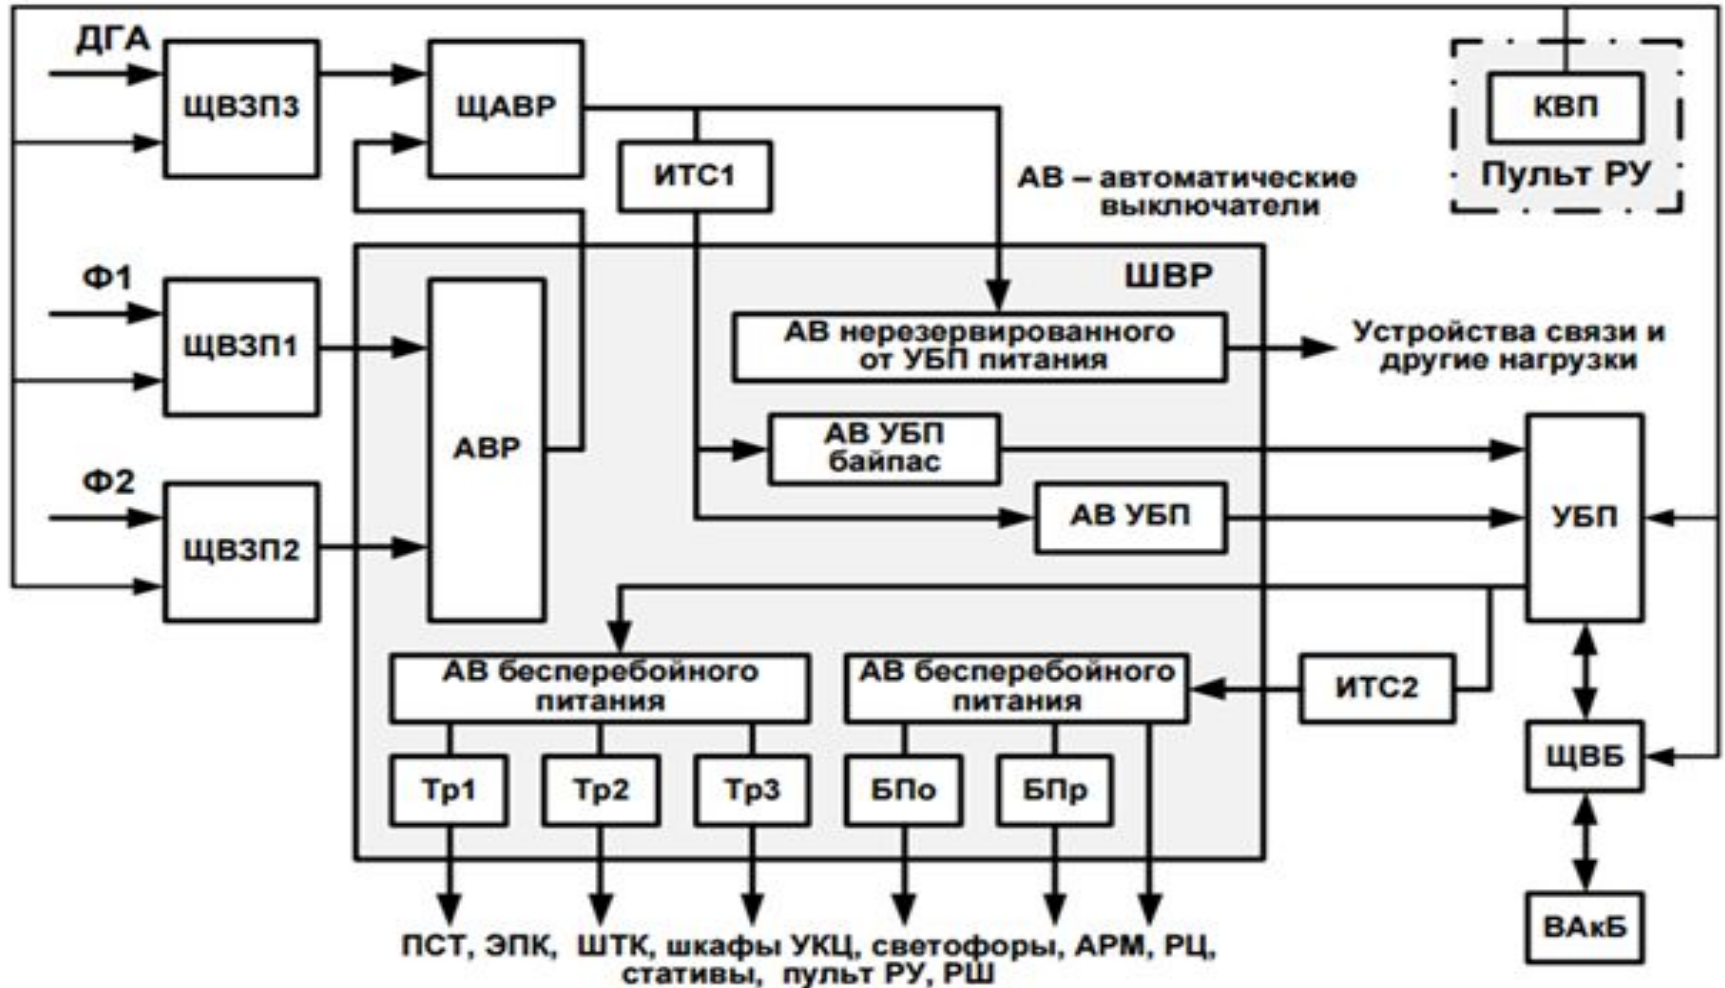 ДГА
ЩВЗП3
ЩАВР
КВП
Пульт РУ
ИТС1
АВ – автоматические
выключатели
Ф1
ЩВЗП1
ШВР
АВ нерезервированного
от УБП питания
Устройства связи и
другие нагрузки
АВР
АВ УБП
байпас
Ф2
ЩВЗП2
АВ УБП
УБП
АВ бесперебойного
питания
АВ бесперебойного
питания
ИТС2
ЩВБ
Тр1
Тр2
Тр3
БПо
БПр
ВАкБ
ПСТ, ЭПК, ШТК, шкафы УКЦ, светофоры, АРМ, РЦ,
стативы, пульт РУ, РШ